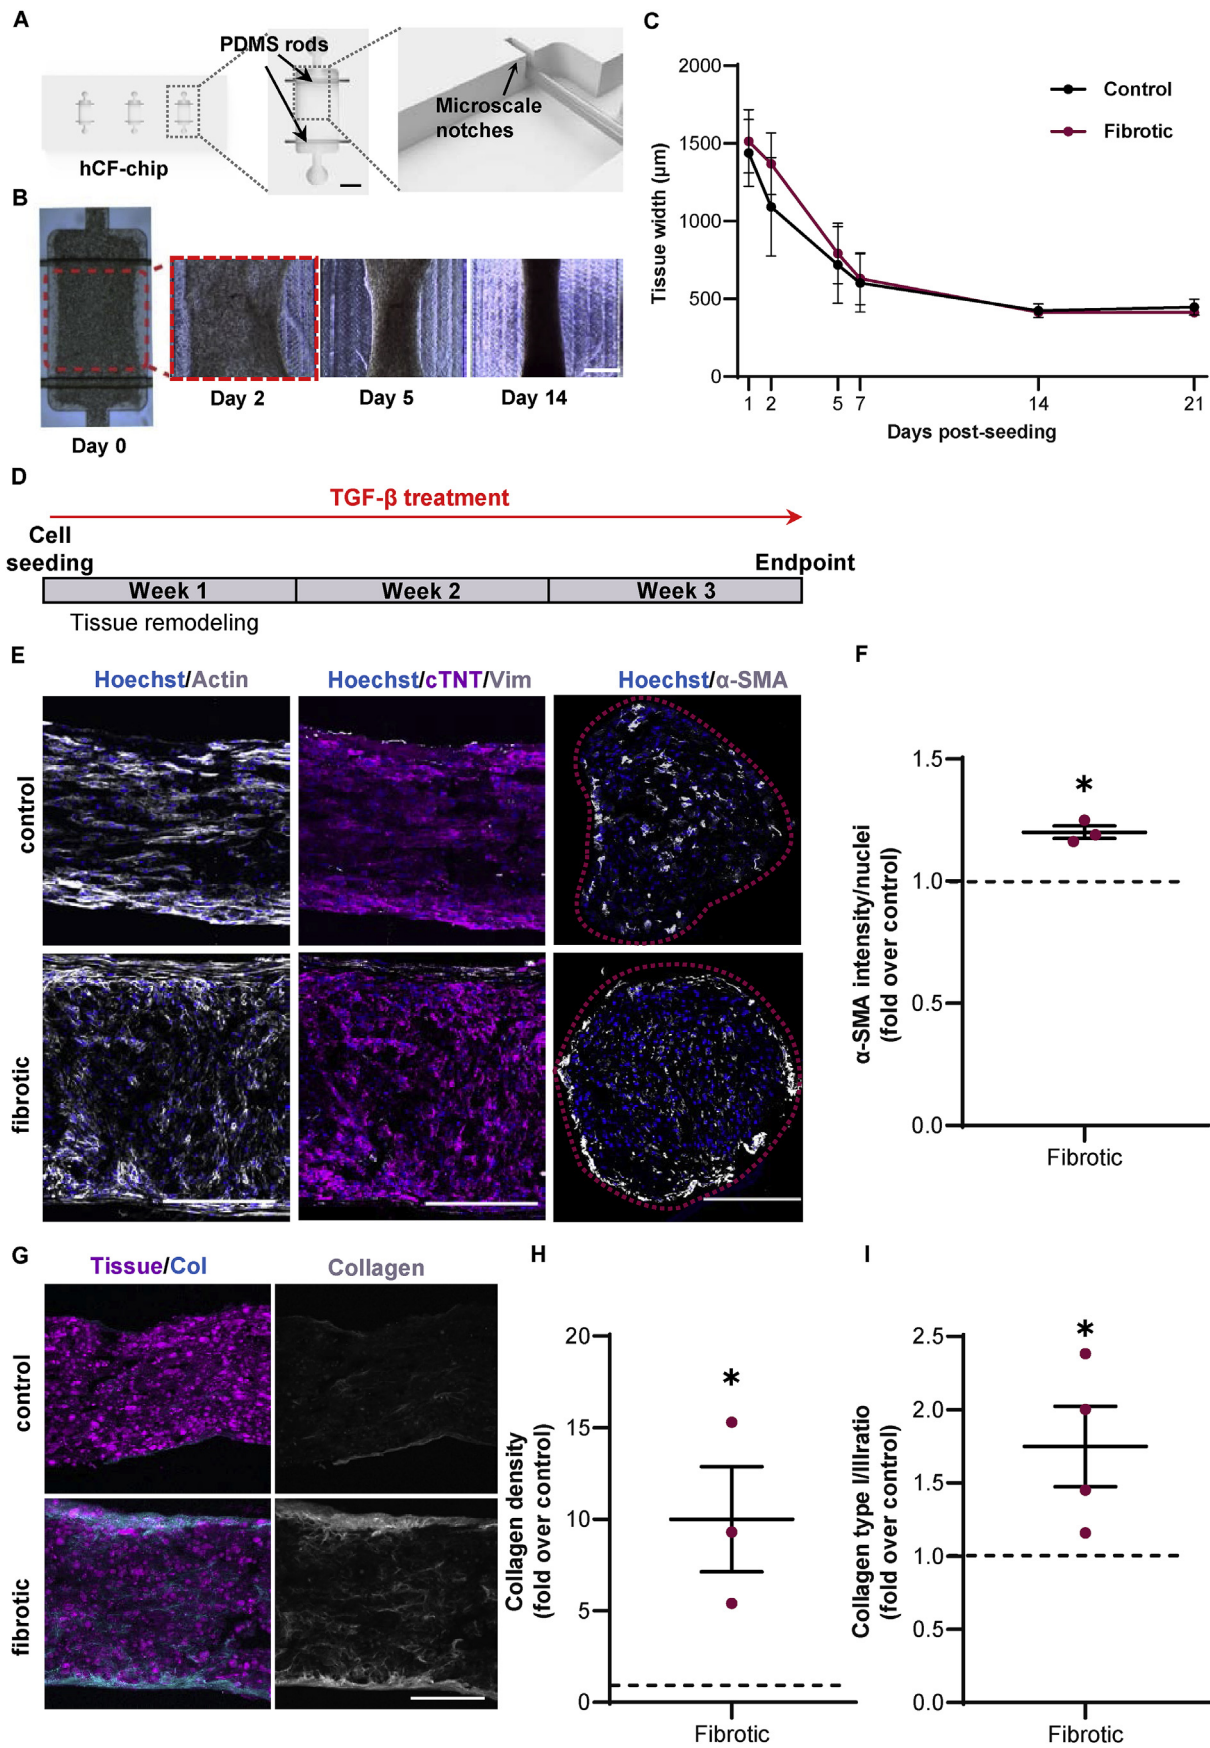 A
PDMS rods
Microscale
notches
hCF-chip
B
Day 0
Day 2
Day 5
Day 14
C
Tissue width (µm)
2000
1500
1000
500
0
1
2
5
7
14
21
Days post-seeding
Control
Fibrotic
D
TGF-β treatment
Cell
seeding
Endpoint
Week 1
Week 2
Week 3
Tissue remodeling
E
Hoechst/Actin
Hoechst/cTNT/Vim
Hoechst/α-SMA
control
fibrotic
F
α-SMA intensity/nuclei
(fold over control)
1.5
1.0
0.5
0.0
*
Fibrotic
G
Tissue/Col
Collagen
control
fibrotic
H
Collagen density
(fold over control)
20
15
10
5
0
*
Fibrotic
I
Collagen type I/IIIratio
(fold over control)
2.5
2.0
1.5
1.0
0.5
0.0
*
Fibrotic